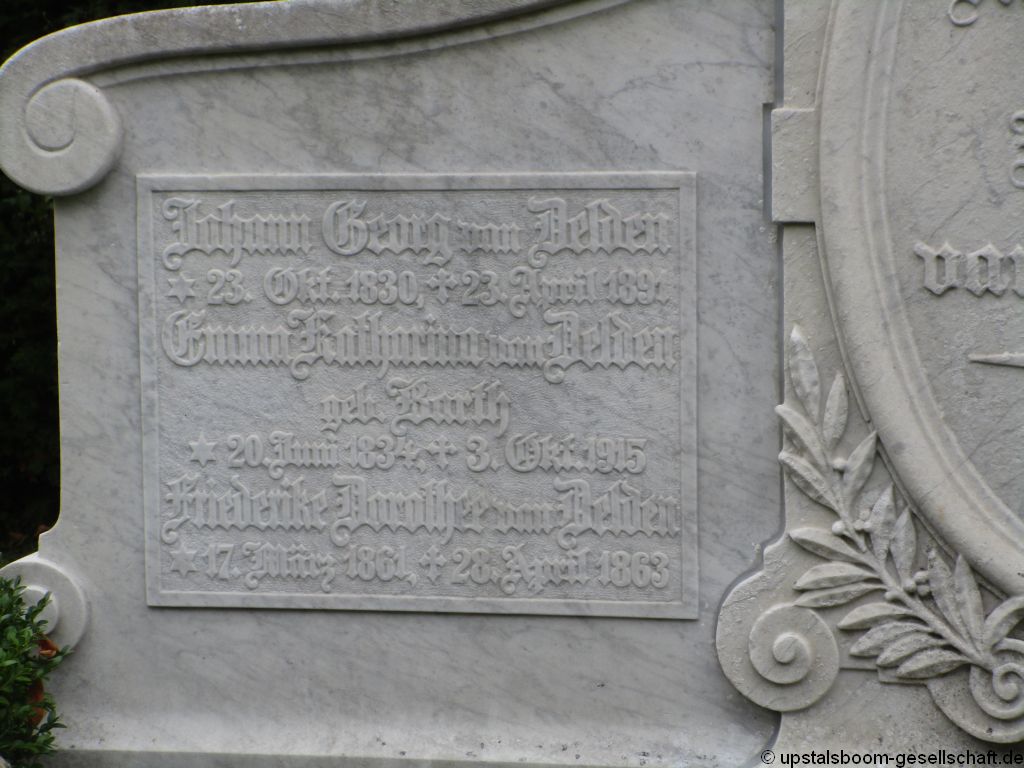 Johann Georg van Delden
* 23. Okt. 1830, ✝ 23. April 1891
Emma Katharina van Delden
geb. Barth
* 20. Juni 1834, ✝ 3. Okt. 1915
Friederike Dorothee van Delden
* 17. März 1861, ✝ 28. April 1863
van
© upstalsboom-gesellschaft.de